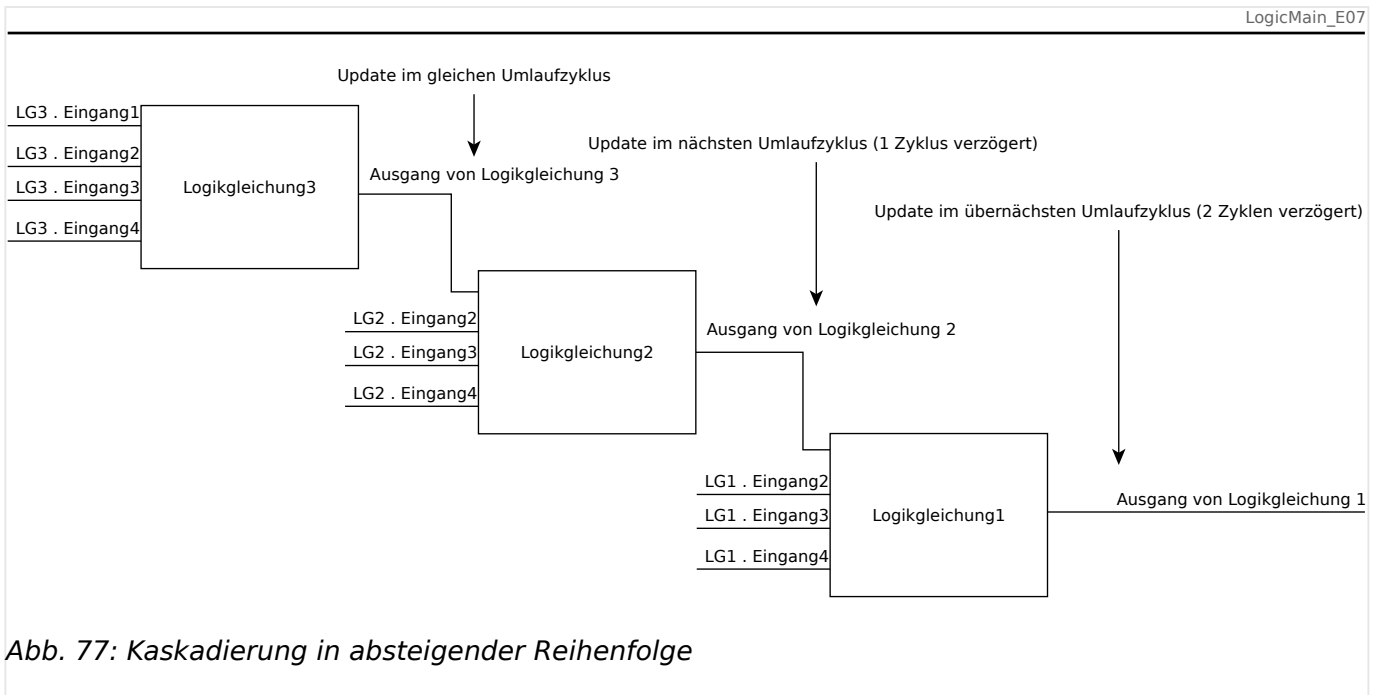 LogicMain_E07
Update im gleichen Umlaufzyklus
LG3 . Eingang1
LG3 . Eingang2
LG3 . Eingang3
LG3 . Eingang4
Logikgleichung3
Ausgang von Logikgleichung 3
Update im nächsten Umlaufzyklus (1 Zyklus verzögert)
LG2 . Eingang2
LG2 . Eingang3
LG2 . Eingang4
Logikgleichung2
Ausgang von Logikgleichung 2
Update im übernächsten Umlaufzyklus (2 Zyklen verzögert)
LG1 . Eingang2
LG1 . Eingang3
LG1 . Eingang4
Logikgleichung1
Ausgang von Logikgleichung 1
Abb. 77: Kaskadierung in absteigender Reihenfolge